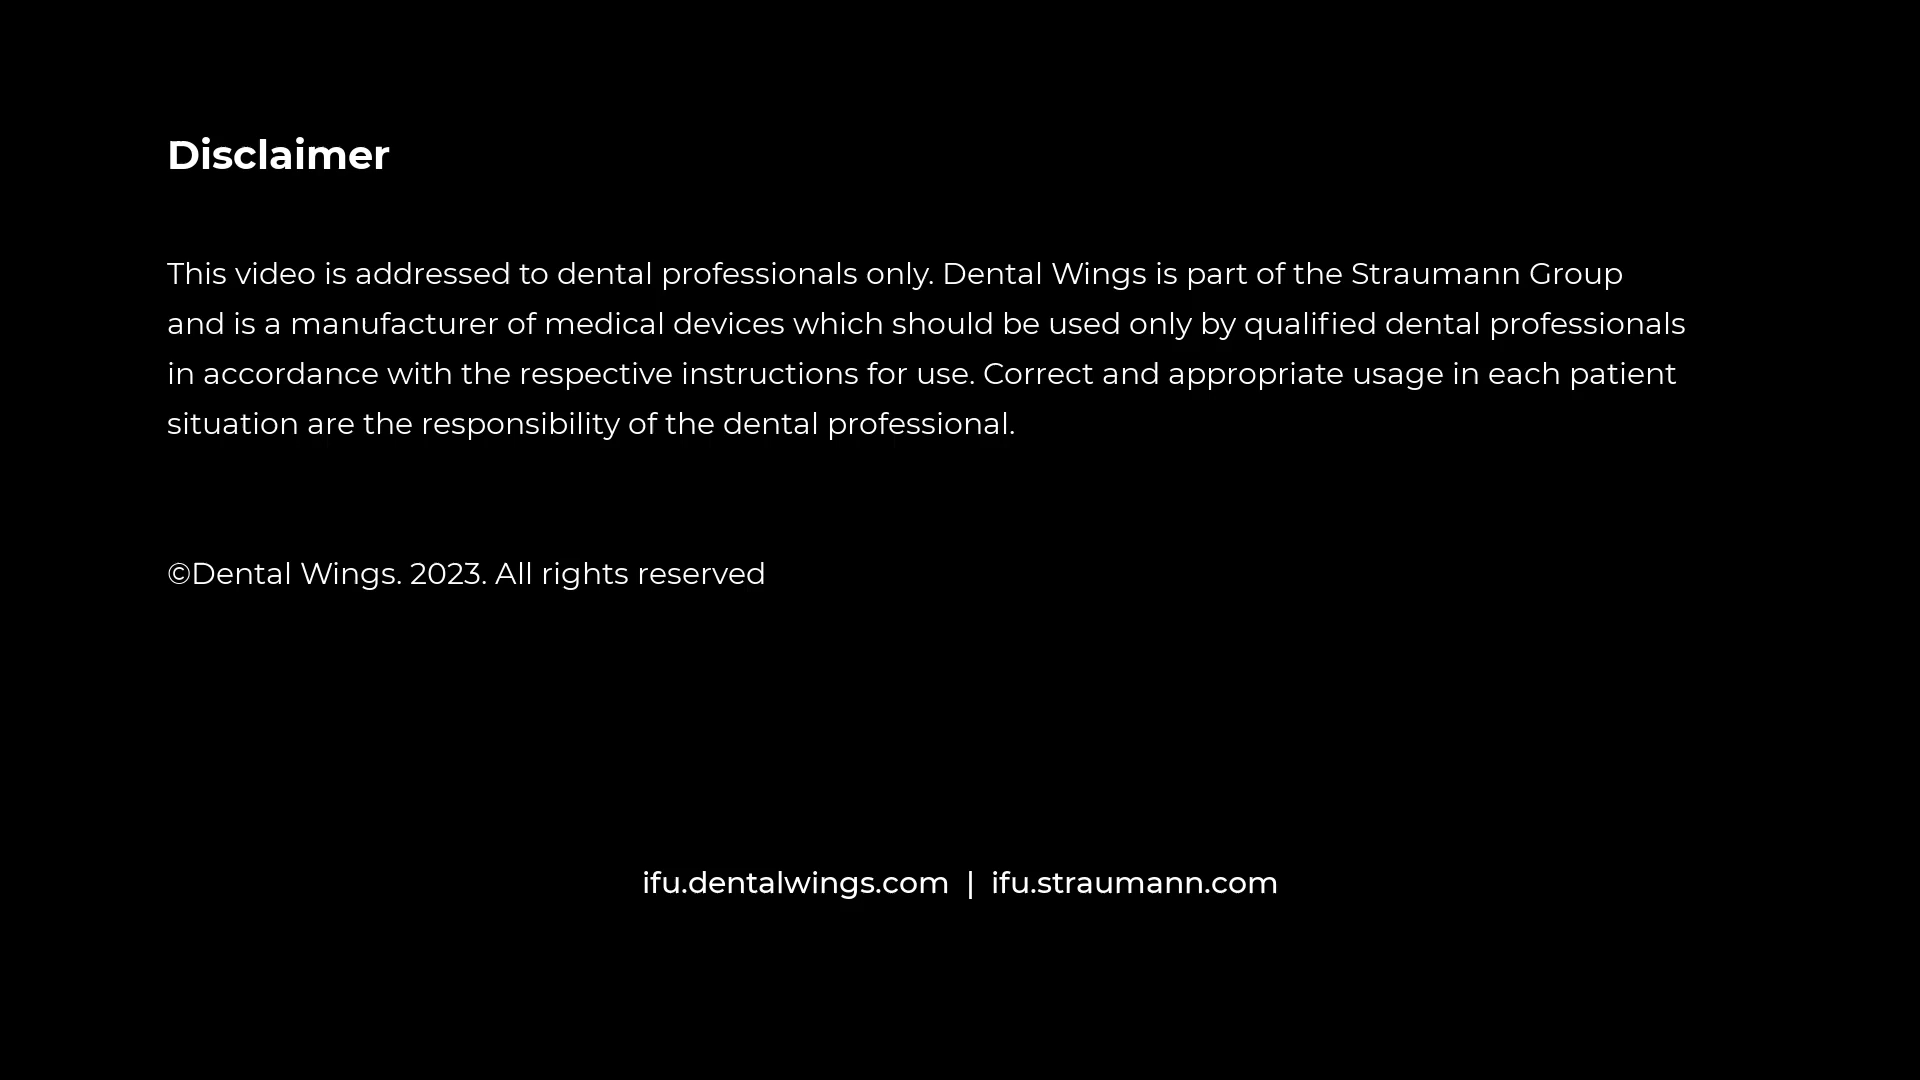 Disclaimer
This video is addressed to dental professionals only. Dental Wings is part of the Straumann Group
and is a manufacturer of medical devices which should be used only by qualified dental professionals
in accordance with the respective instructions for use. Correct and appropriate usage in each patient
situation are the responsibility of the dental professional.
©Dental Wings. 2023. All rights reserved
ifu.dentalwings.com | ifu.straumann.com